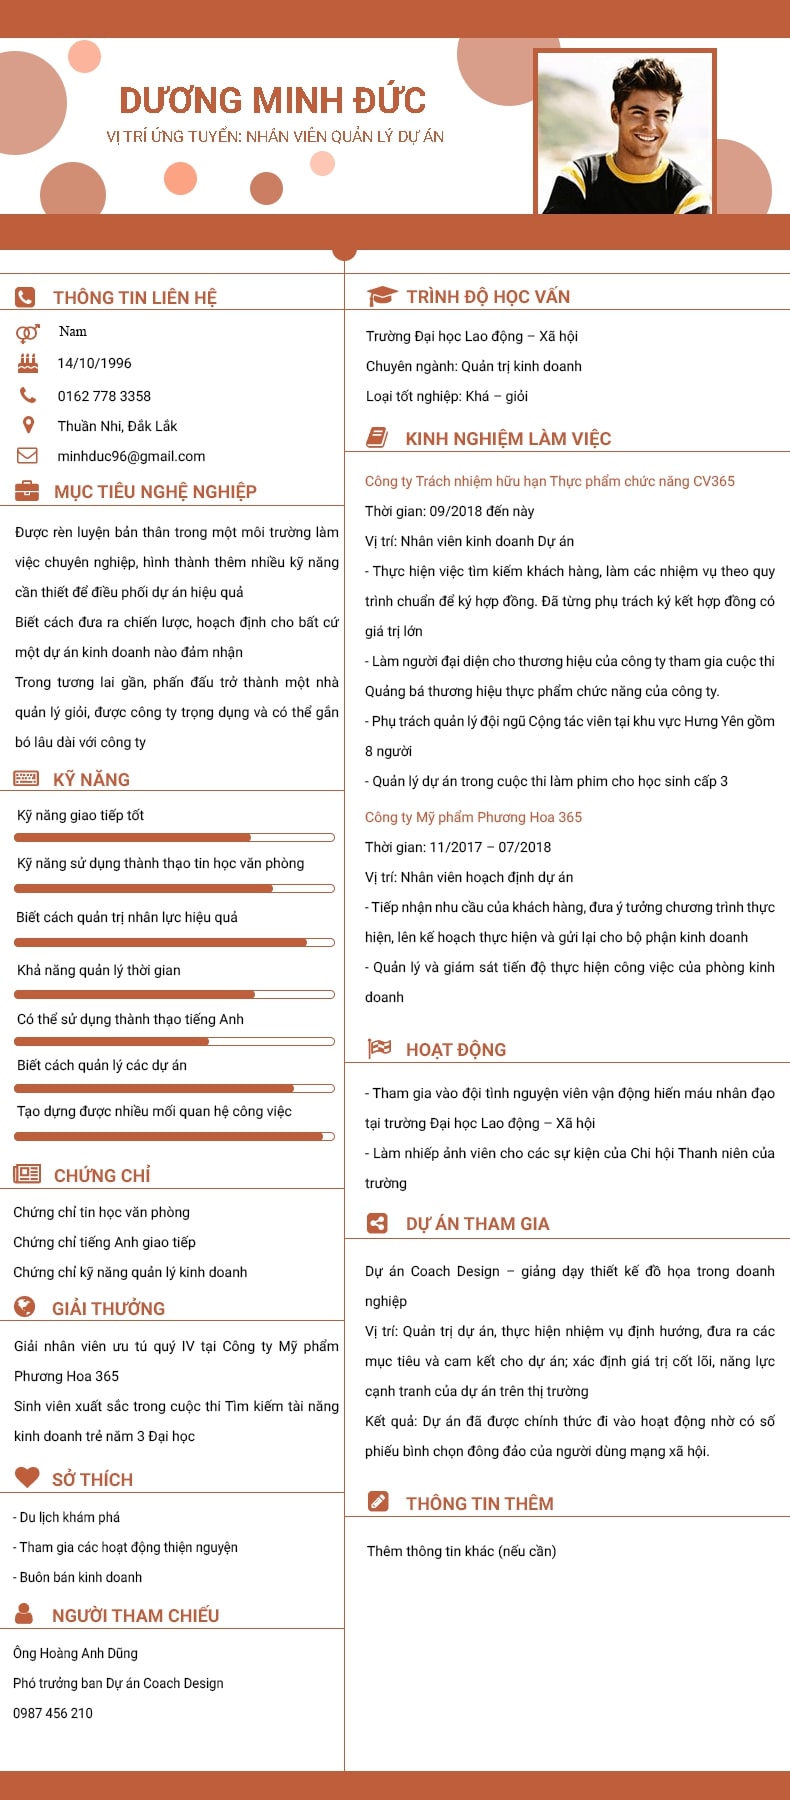 DƯƠNG MINH ĐỨC
VỊ TRÍ ỨNG TUYỂN: NHÂN VIÊN QUẢN LÝ DỰ ÁN
THÔNG TIN LIÊN HỆ
Nam
14/10/1996
0162 778 3358
Thuần Nhi, Đắk Lắk
minhduc96@gmail.com
MỤC TIÊU NGHỆ NGHIỆP
Được rèn luyện bản thân trong một môi trường làm
việc chuyên nghiệp, hình thành thêm nhiều kỹ năng
cần thiết để điều phối dự án hiệu quả
Biết cách đưa ra chiến lược, hoạch định cho bất cứ
một dự án kinh doanh nào đảm nhận
Trong tương lai gần, phấn đấu trở thành một nhà
quản lý giỏi, được công ty trọng dụng và có thể gắn
bó lâu dài với công ty
KỸ NĂNG
Kỹ năng giao tiếp tốt
Kỹ năng sử dụng thành thạo tin học văn phòng
Biết cách quản trị nhân lực hiệu quả
Khả năng quản lý thời gian
Có thể sử dụng thành thạo tiếng Anh
Biết cách quản lý các dự án
Tạo dựng được nhiều mối quan hệ công việc
CHỨNG CHỈ
Chứng chỉ tin học văn phòng
Chứng chỉ tiếng Anh giao tiếp
Chứng chỉ kỹ năng quản lý kinh doanh
GIẢI THƯỞNG
Giải nhân viên ưu tú quý IV tại Công ty Mỹ phẩm
Phương Hoa 365
Sinh viên xuất sắc trong cuộc thi Tìm kiếm tài năng
kinh doanh trẻ năm 3 Đại học
SỞ THÍCH
- Du lịch khám phá
- Tham gia các hoạt động thiện nguyện
- Buôn bán kinh doanh
NGƯỜI THAM CHIẾU
Ông Hoàng Anh Dũng
Phó trưởng ban Dự án Coach Design
0987 456 210
TRÌNH ĐỘ HỌC VẤN
Trường Đại học Lao động – Xã hội
Chuyên ngành: Quản trị kinh doanh
Loại tốt nghiệp: Khá – giỏi
KINH NGHIỆM LÀM VIỆC
Công ty Trách nhiệm hữu hạn Thực phẩm chức năng CV365
Thời gian: 09/2018 đến này
Vị trí: Nhân viên kinh doanh Dự án
- Thực hiện việc tìm kiếm khách hàng, làm các nhiệm vụ theo quy
trình chuẩn để ký hợp đồng. Đã từng phụ trách ký kết hợp đồng có
giá trị lớn
- Làm người đại diện cho thương hiệu của công ty tham gia cuộc thi
Quảng bá thương hiệu thực phẩm chức năng của công ty.
- Phụ trách quản lý đội ngũ Cộng tác viên tại khu vực Hưng Yên gồm
8 người
- Quản lý dự án trong cuộc thi làm phim cho học sinh cấp 3
Công ty Mỹ phẩm Phương Hoa 365
Thời gian: 11/2017 – 07/2018
Vị trí: Nhân viên hoạch định dự án
- Tiếp nhận nhu cầu của khách hàng, đưa ý tưởng chương trình thực
hiện, lên kế hoạch thực hiện và gửi lại cho bộ phận kinh doanh
- Quản lý và giám sát tiến độ thực hiện công việc của phòng kinh
doanh
HOẠT ĐỘNG
- Tham gia vào đội tình nguyện viên vận động hiến máu nhân đạo
tại trường Đại học Lao động – Xã hội
- Làm nhiếp ảnh viên cho các sự kiện của Chi hội Thanh niên của
trường
DỰ ÁN THAM GIA
Dự án Coach Design – giảng dạy thiết kế đồ họa trong doanh
nghiệp
Vị trí: Quản trị dự án, thực hiện nhiệm vụ định hướng, đưa ra các
mục tiêu và cam kết cho dự án; xác định giá trị cốt lõi, năng lực
cạnh tranh của dự án trên thị trường
Kết quả: Dự án đã được chính thức đi vào hoạt động nhờ có số
phiếu bình chọn đông đảo của người dùng mạng xã hội.
THÔNG TIN THÊM
Thêm thông tin khác (nếu cần)